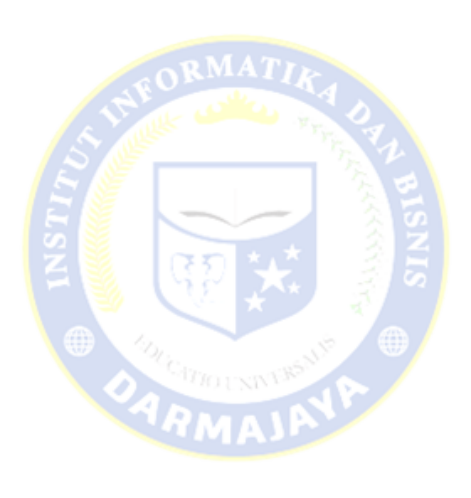 INSTITUT INFORMATIKA DAN BISNIS
EDUCATIO UNIVERSALIS
DARMAJAYA